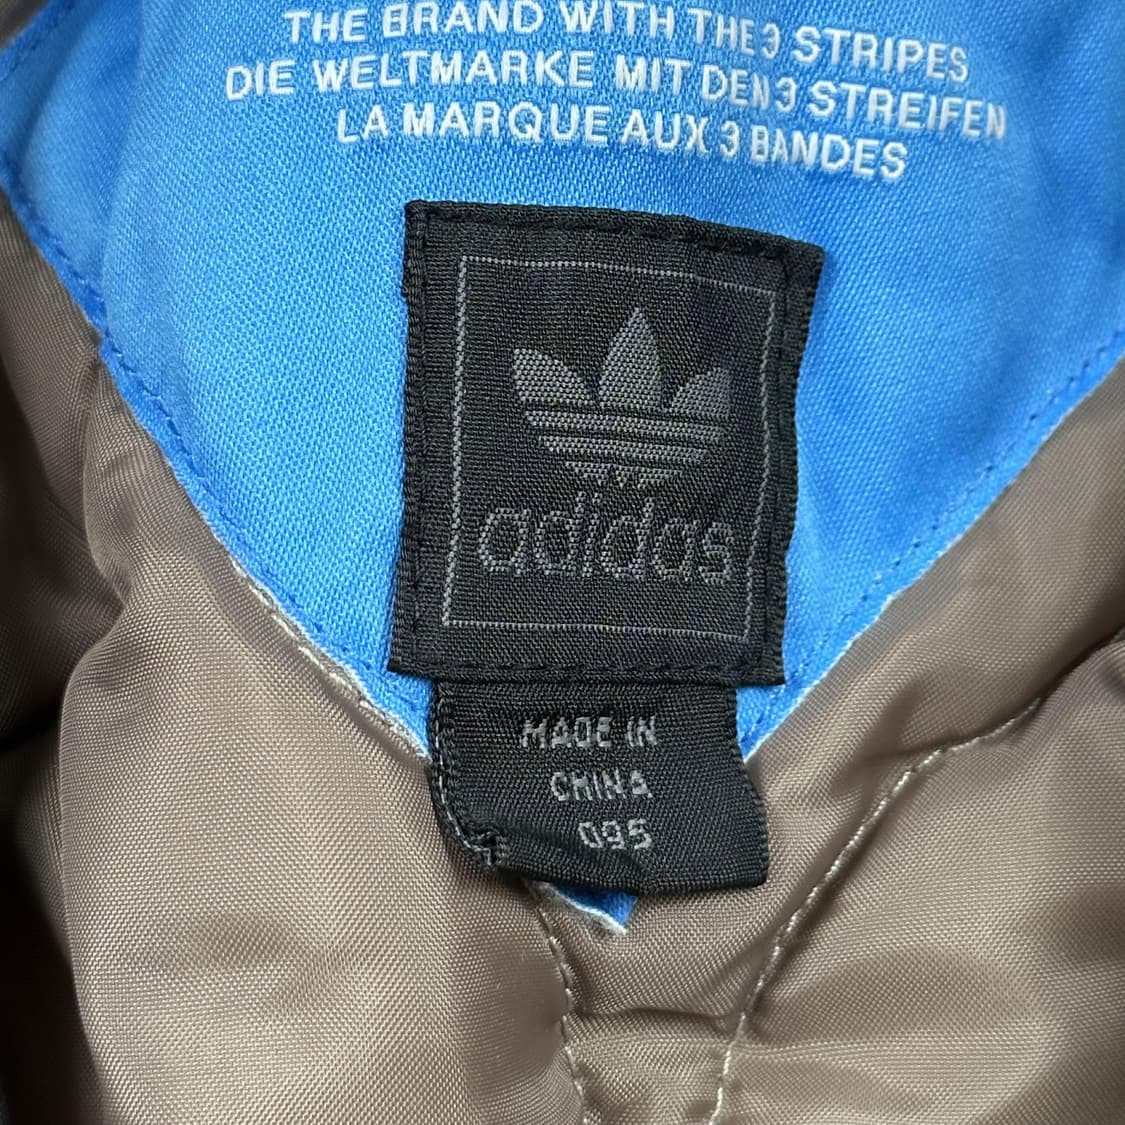 THE BRAND WITH THE 3 STRIPES
DIE WELTMARKE MIT DEN 3 STREIFEN
LA MARQUE AUX 3 BANDES
adidas
MADE IN
CHINA
095